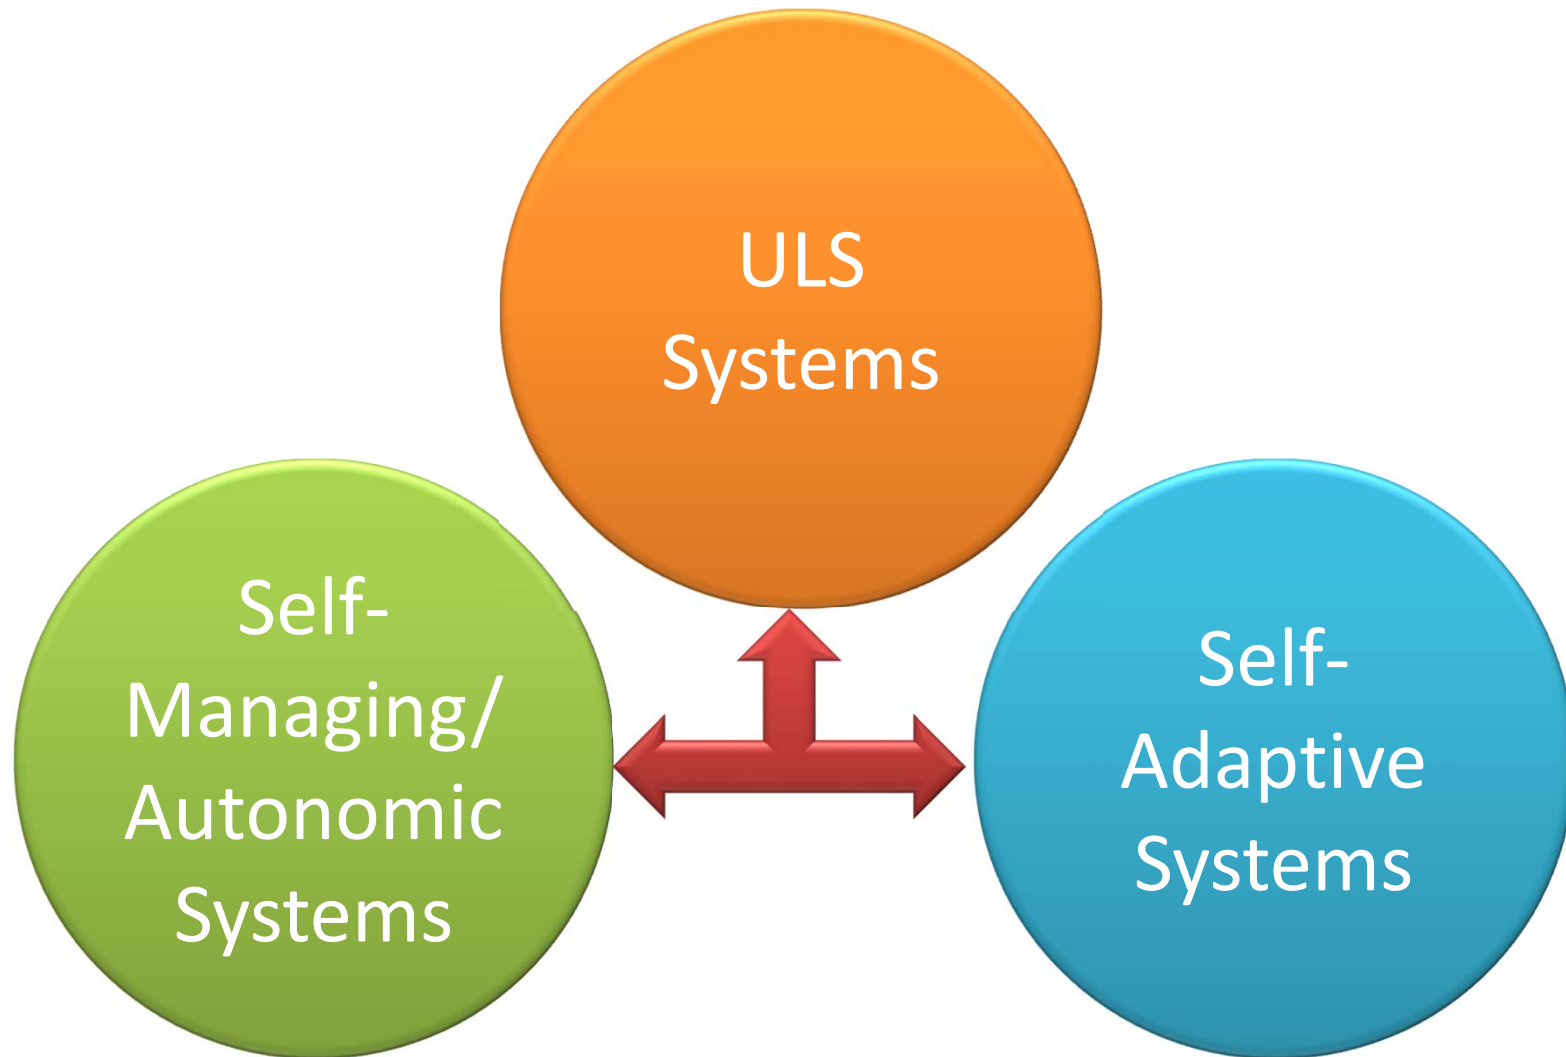 ULS
Systems
Self-
Managing/
Autonomic
Systems
Self-
Adaptive
Systems